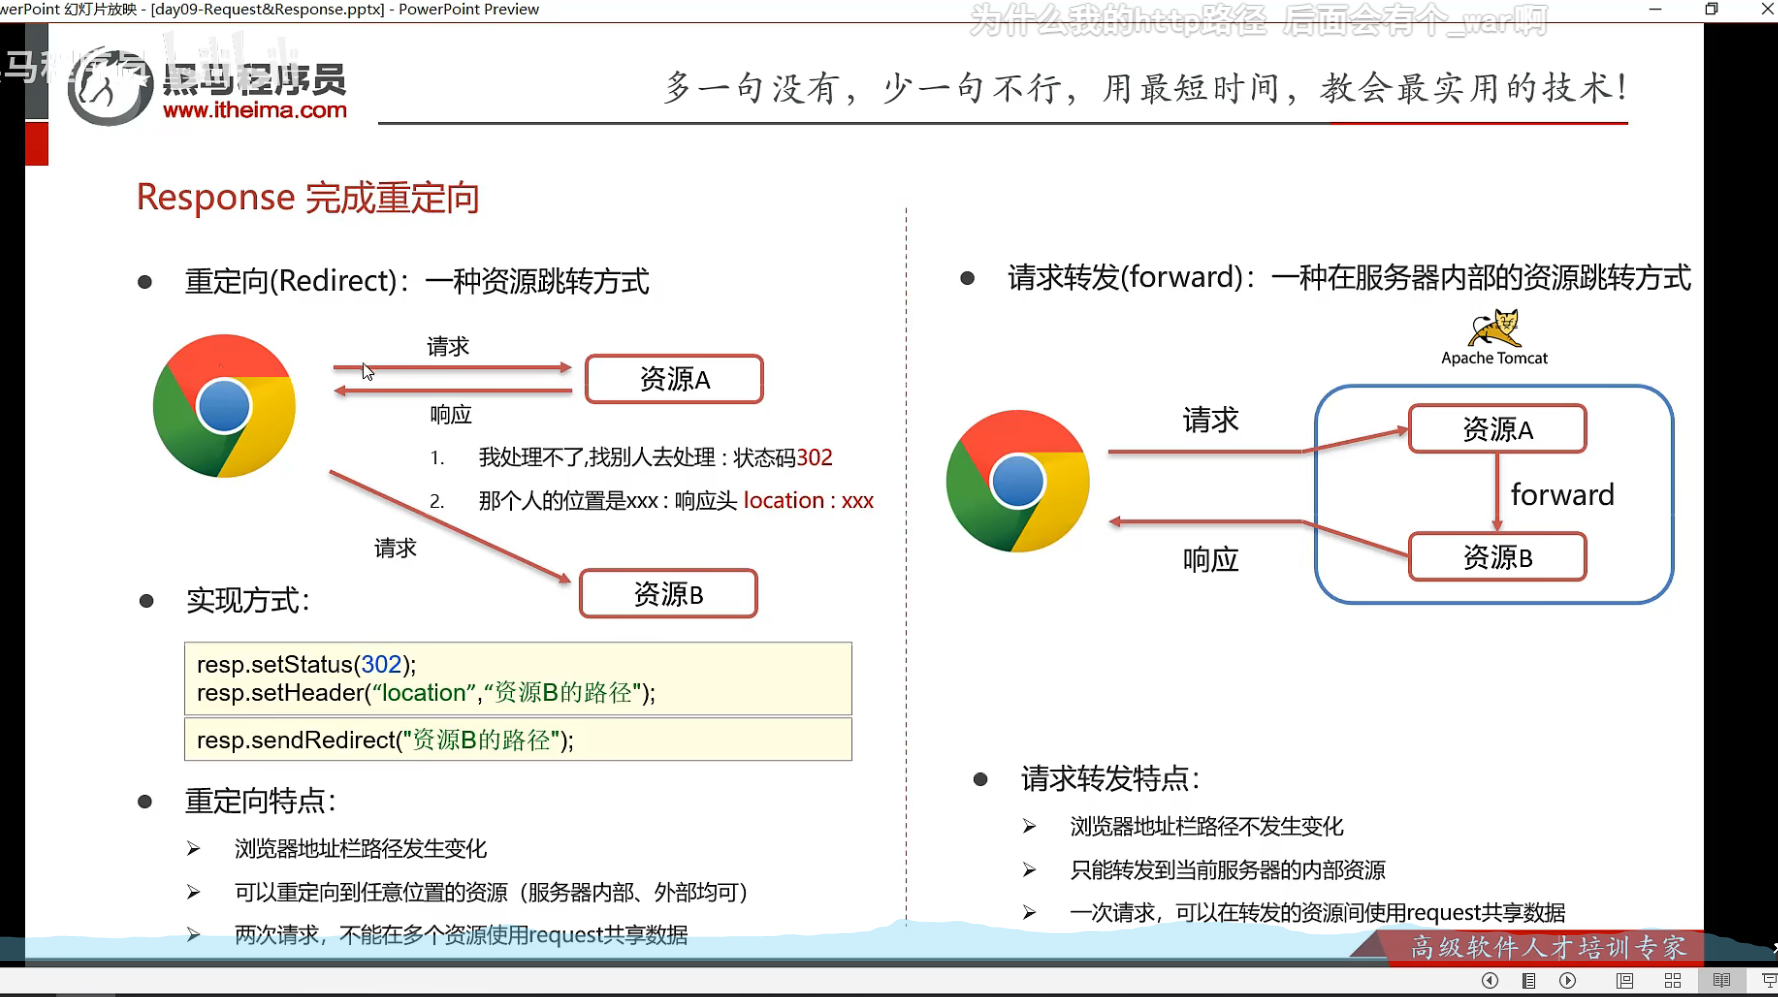 werPoint 幻灯片放映 - [day09-Request&Response.pptx] - PowerPoint Preview
为什么我的http路径 后面会有个_war啊
黑马程序员
www.itheima.com
多一句没有，少一句不行，用最短时间，教会最实用的技术！
Response 完成重定向
重定向(Redirect)：一种资源跳转方式
请求
资源A
响应
1. 我处理不了,找别人去处理：状态码302
2. 那个人的位置是xxx：响应头 location : xxx
请求
资源B
实现方式：
resp.setStatus(302);
resp.setHeader(“location”,“资源B的路径");
resp.sendRedirect("资源B的路径");
重定向特点：
浏览器地址栏路径发生变化
可以重定向到任意位置的资源（服务器内部、外部均可）
两次请求，不能在多个资源使用request共享数据
请求转发(forward)：一种在服务器内部的资源跳转方式
Apache Tomcat
请求
资源A
forward
资源B
响应
请求转发特点：
浏览器地址栏路径不发生变化
只能转发到当前服务器的内部资源
一次请求，可以在转发的资源间使用request共享数据
高级软件人才培训专家